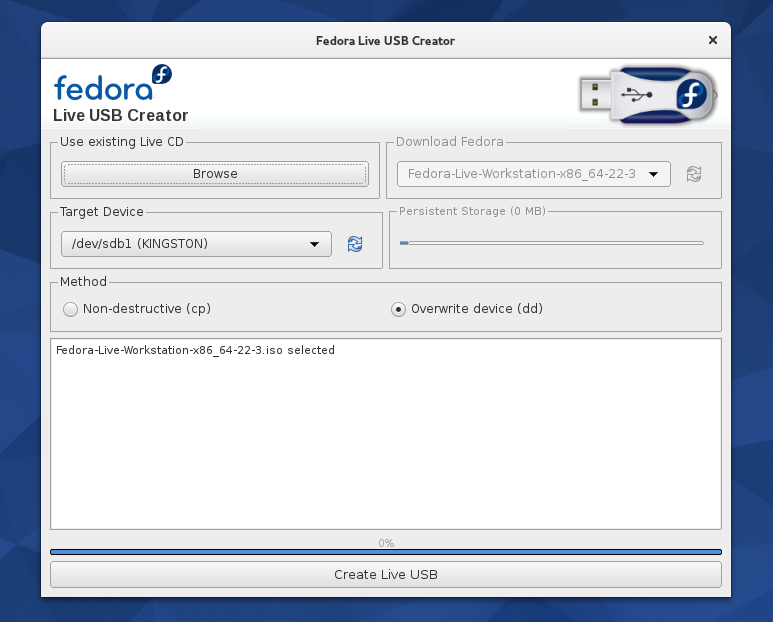 Fedora Live USB Creator
fedora
Live USB Creator
Use existing Live CD
Download Fedora
Browse
Fedora-Live-Workstation-x86_64-22-3
Target Device
Persistent Storage (0 MB)
/dev/sdb1 (KINGSTON)
Method
Non-destructive (cp)
Overwrite device (dd)
Fedora-Live-Workstation-x86_64-22-3.iso selected
0%
Create Live USB